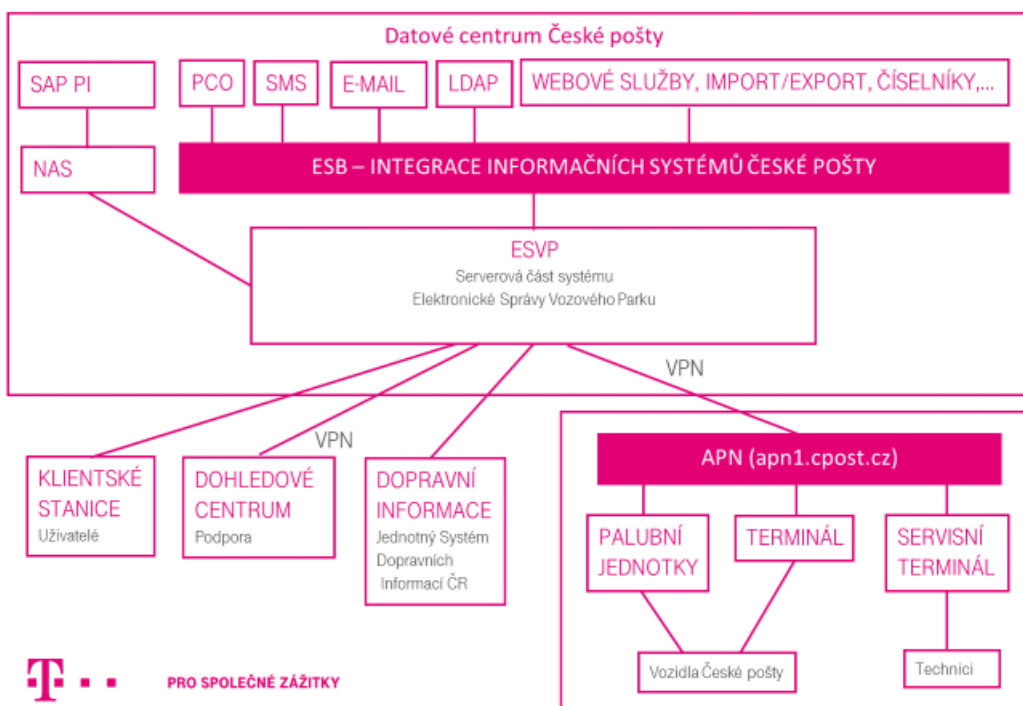 Datové centrum České pošty
SAP PI
PCO
SMS
E-MAIL
LDAP
WEBOVÉ SLUŽBY, IMPORT/EXPORT, ČÍSELNÍKY,...
NAS
ESB – INTEGRACE INFORMAČNÍCH SYSTÉMŮ ČESKÉ POŠTY
ESVP
Serverová část systému
Elektronické Správy Vozového Parku
VPN
VPN
KLIENTSKÉ
STANICE
Uživatelé
DOHLEDOVÉ
CENTRUM
Podpora
DOPRAVNÍ
INFORMACE
Jednotný Systém
Dopravních
Informací ČR
APN (apn1.cpost.cz)
PALUBNÍ
JEDNOTKY
TERMINÁL
SERVISNÍ
TERMINÁL
Vozidla České pošty
Technici
T
PRO SPOLEČNÉ ZÁŽITKY